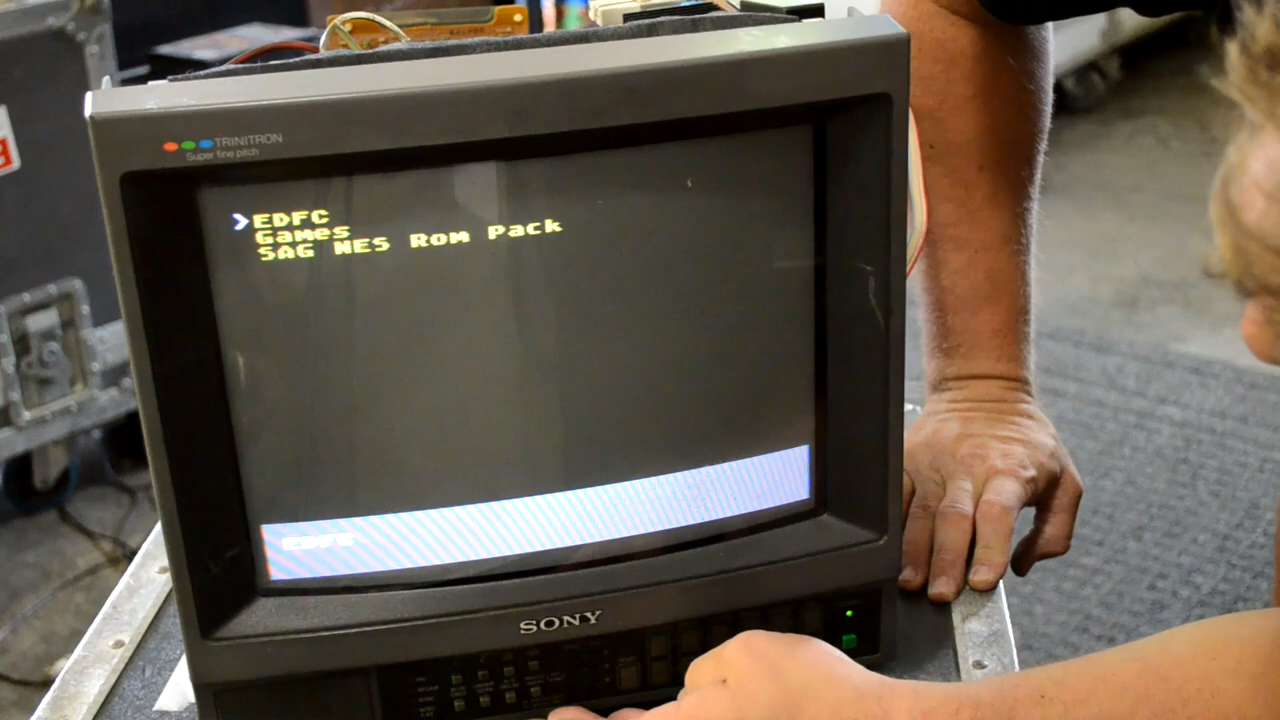 TRINITRON
Super fine pitch
EDFC
Games
SAG NES Rom Pack
EDFC
SONY